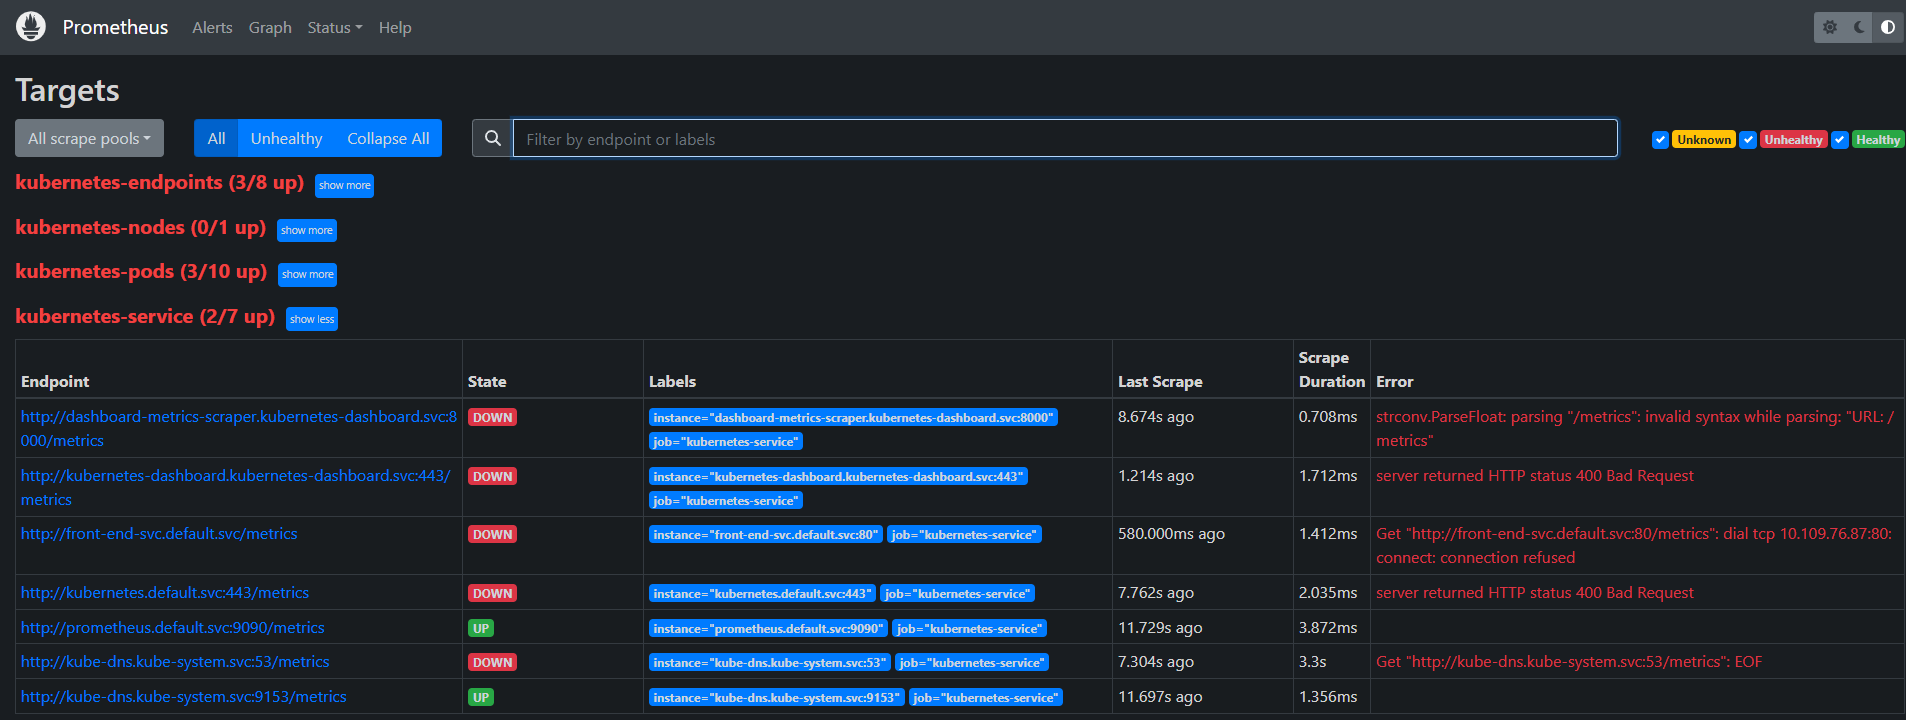 Prometheus Alerts Graph Status Help
Targets
All scrape pools All Unhealthy Collapse All Filter by endpoint or labels Unknown Unhealthy Healthy
kubernetes-endpoints (3/8 up) show more
kubernetes-nodes (0/1 up) show more
kubernetes-pods (3/10 up) show more
kubernetes-service (2/7 up) show less
Endpoint State Labels Last Scrape Scrape Duration Error
http://dashboard-metrics-scraper.kubernetes-dashboard.svc:8 DOWN instance="dashboard-metrics-scraper.kubernetes-dashboard.svc:8000" 8.674s ago 0.708ms strconv.ParseFloat: parsing "/metrics": invalid syntax while parsing: "URL: /
000/metrics job="kubernetes-service" metrics"
http://kubernetes-dashboard.kubernetes-dashboard.svc:443/ DOWN instance="kubernetes-dashboard.kubernetes-dashboard.svc:443" 1.214s ago 1.712ms server returned HTTP status 400 Bad Request
metrics job="kubernetes-service"
http://front-end-svc.default.svc/metrics DOWN instance="front-end-svc.default.svc:80" job="kubernetes-service" 580.000ms ago 1.412ms Get "http://front-end-svc.default.svc:80/metrics": dial tcp 10.109.76.87:80:
connect: connection refused
http://kubernetes.default.svc:443/metrics DOWN instance="kubernetes.default.svc:443" job="kubernetes-service" 7.762s ago 2.035ms server returned HTTP status 400 Bad Request
http://prometheus.default.svc:9090/metrics UP instance="prometheus.default.svc:9090" job="kubernetes-service" 11.729s ago 3.872ms
http://kube-dns.kube-system.svc:53/metrics DOWN instance="kube-dns.kube-system.svc:53" job="kubernetes-service" 7.304s ago 3.3s Get "http://kube-dns.kube-system.svc:53/metrics": EOF
http://kube-dns.kube-system.svc:9153/metrics UP instance="kube-dns.kube-system.svc:9153" job="kubernetes-service" 11.697s ago 1.356ms